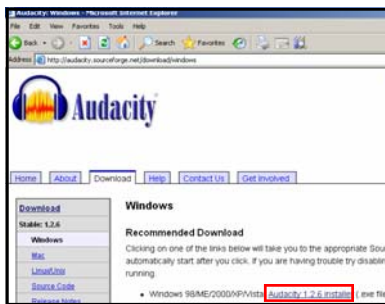 Audacity: Windows - Microsoft Internet Explorer
File Edit View Favorites Tools Help
Back Search Favorites
Address http://audacity.sourceforge.net/download/windows
Audacity
Home About Download Help Contact Us Get Involved
Download
Stable: 1.2.6
Windows
Mac
Linux/Unix
Source Code
Release Notes
Windows
Recommended Download
Clicking on one of the links below will take you to the appropriate Sou
automatically start after you click. If you are having trouble try disablin
running.
• Windows 98/ME/2000/XP/Vista: Audacity 1.2.6 installer (.exe file